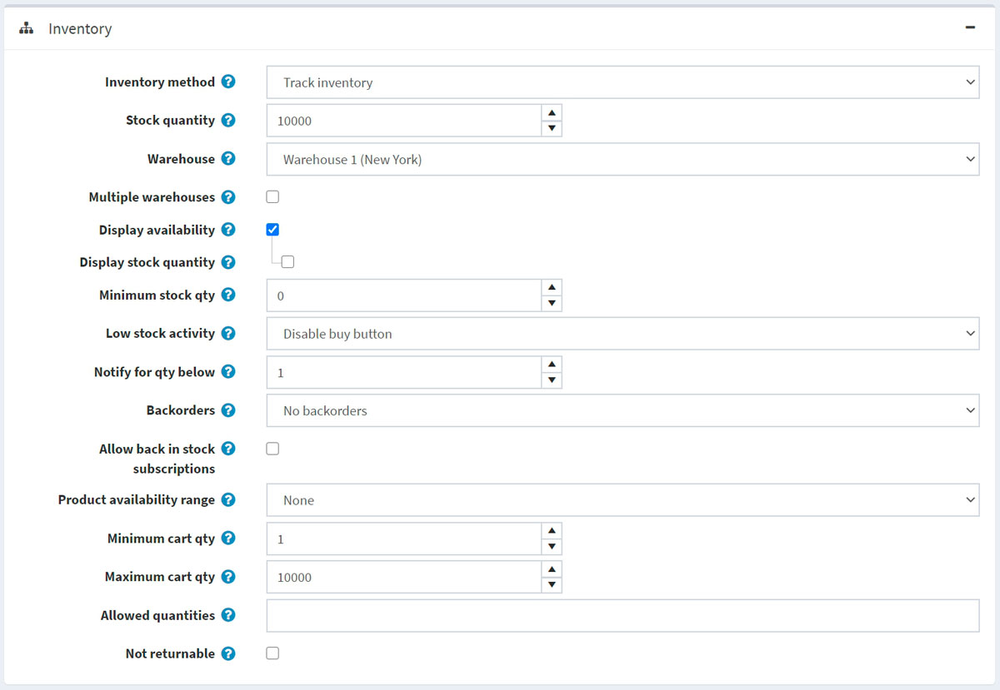 Inventory
Inventory method ? Track inventory
Stock quantity ? 10000
Warehouse ? Warehouse 1 (New York)
Multiple warehouses ?
Display availability ?
Display stock quantity ?
Minimum stock qty ? 0
Low stock activity ? Disable buy button
Notify for qty below ? 1
Backorders ? No backorders
Allow back in stock ?
subscriptions
Product availability range ? None
Minimum cart qty ? 1
Maximum cart qty ? 10000
Allowed quantities ?
Not returnable ?